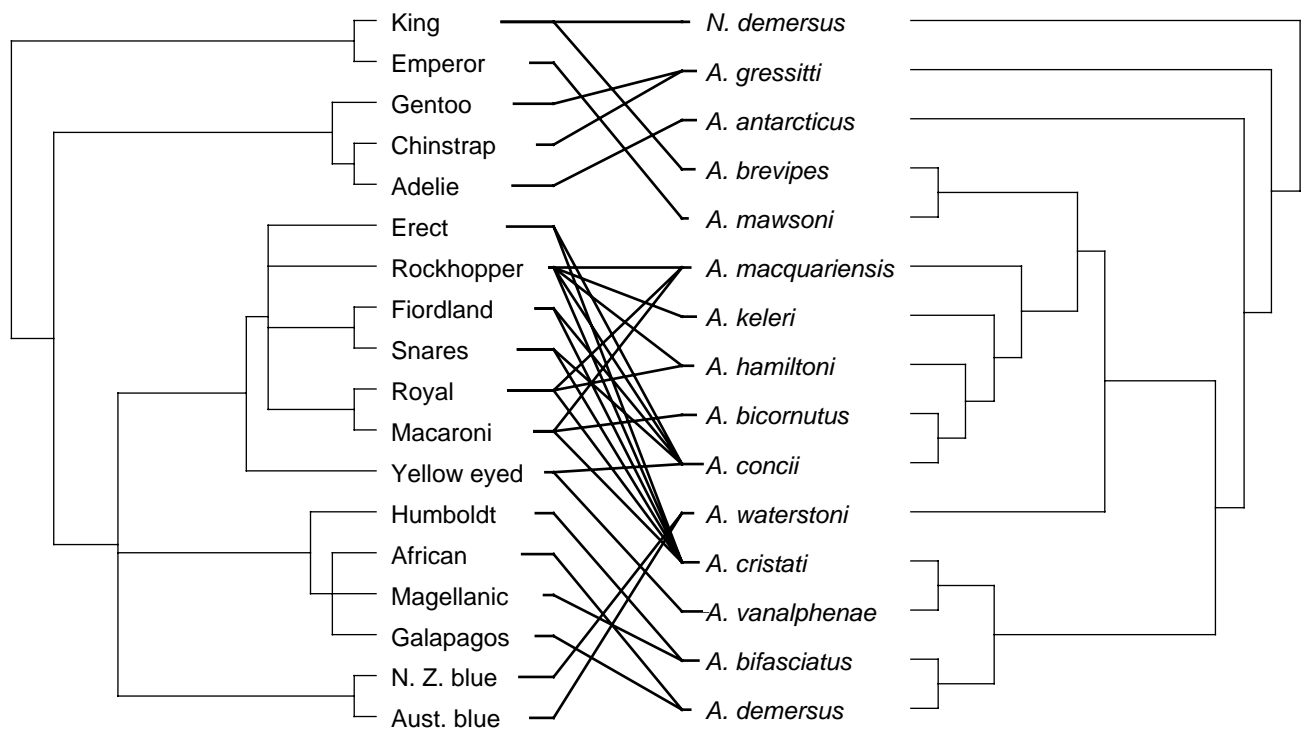 King
Emperor
Gentoo
Chinstrap
Adelie
Erect
Rockhopper
Fiordland
Snares
Royal
Macaroni
Yellow eyed
Humboldt
African
Magellanic
Galapagos
N. Z. blue
Aust. blue
N. demersus
A. gressitti
A. antarcticus
A. brevipes
A. mawsoni
A. macquariensis
A. keleri
A. hamiltoni
A. bicornutus
A. concii
A. waterstoni
A. cristati
A. vanalphenae
A. bifasciatus
A. demersus